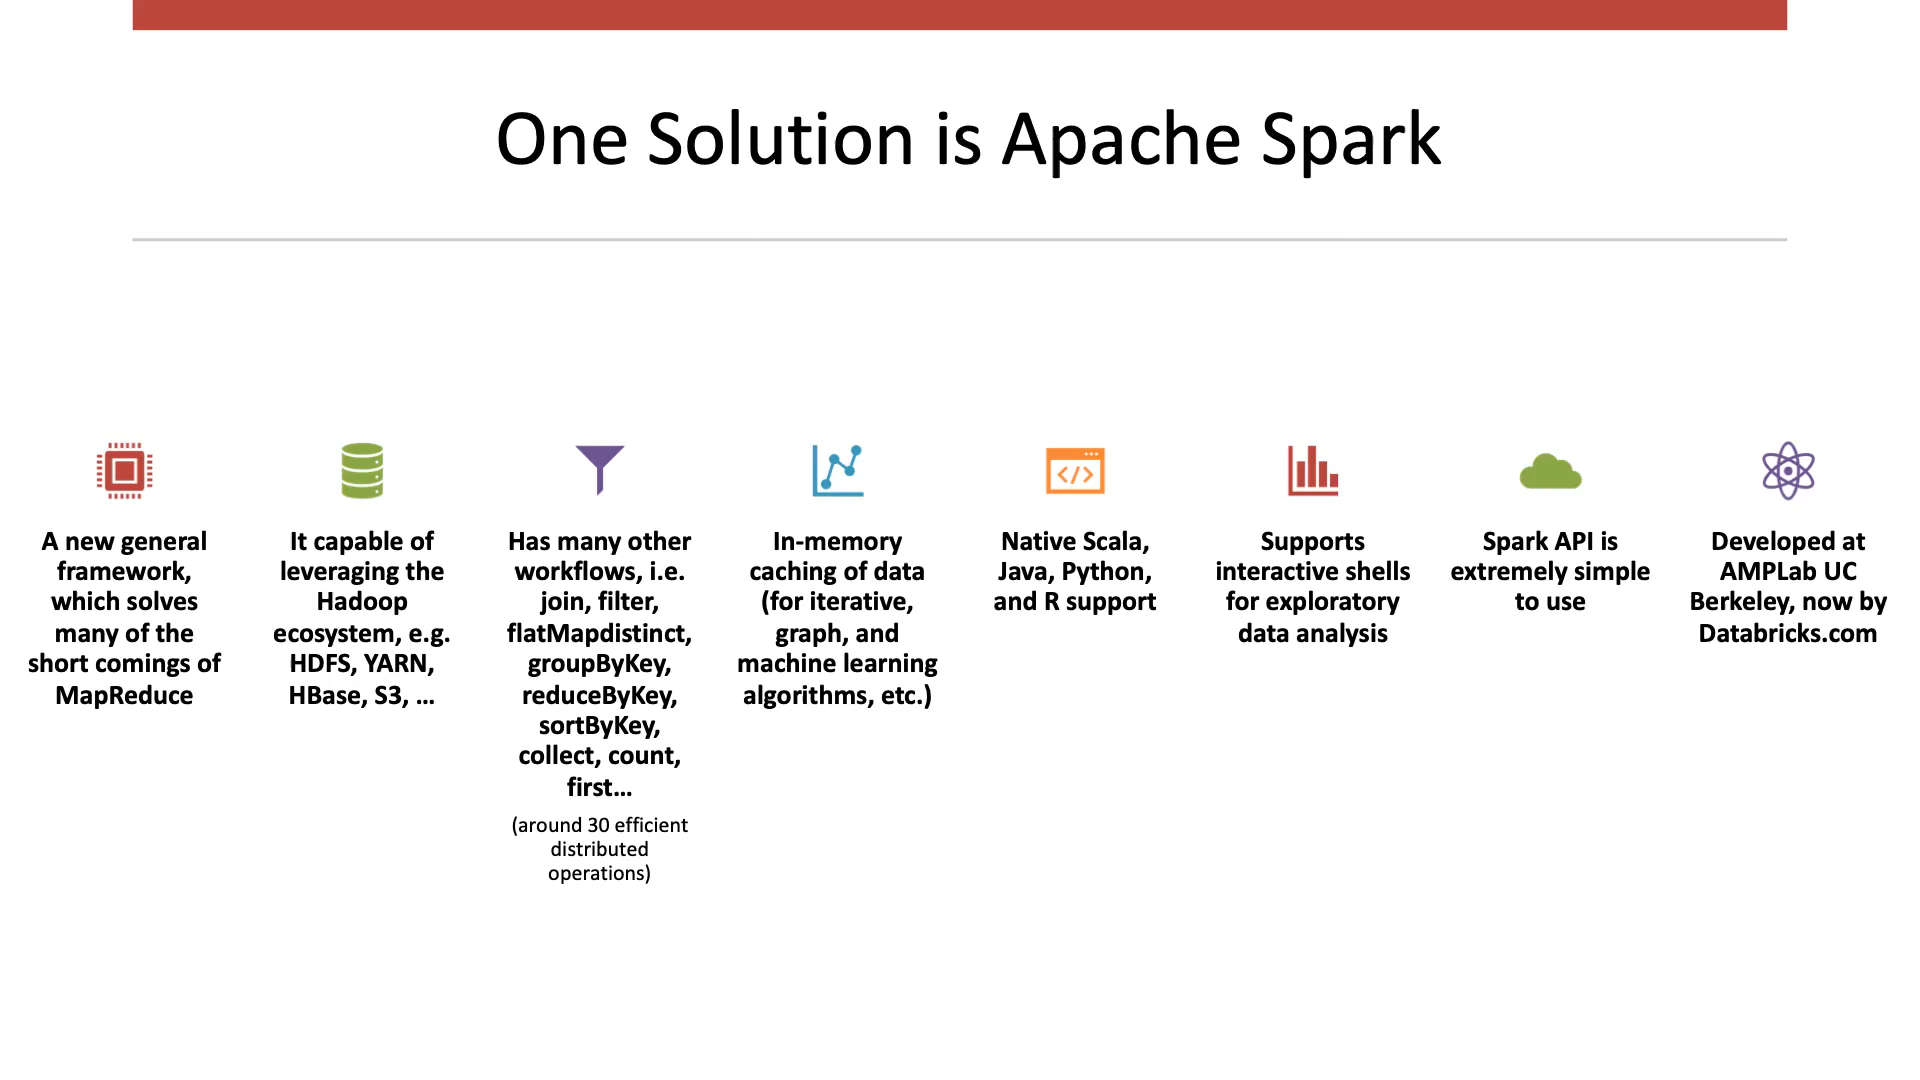 One Solution is Apache Spark
A new general
framework,
which solves
many of the
short comings of
MapReduce
It capable of
leveraging the
Hadoop
ecosystem, e.g.
HDFS, YARN,
HBase, S3, …
Has many other
workflows, i.e.
join, filter,
flatMapdistinct,
groupByKey,
reduceByKey,
sortByKey,
collect, count,
first…
(around 30 efficient
distributed
operations)
In-memory
caching of data
(for iterative,
graph, and
machine learning
algorithms, etc.)
Native Scala,
Java, Python,
and R support
Supports
interactive shells
for exploratory
data analysis
Spark API is
extremely simple
to use
Developed at
AMPLab UC
Berkeley, now by
Databricks.com